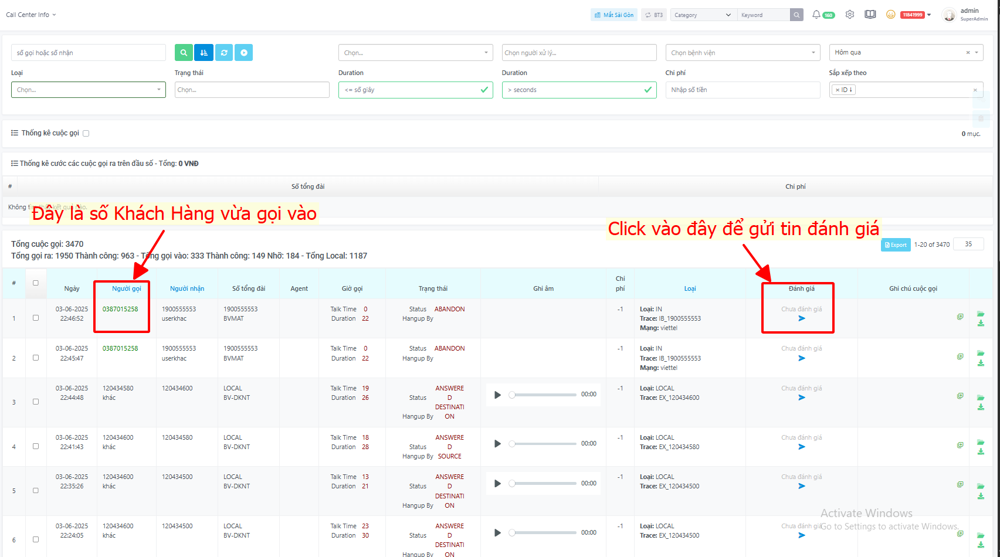 Call Center Info
Mắt Sài Gòn
BT3
Category
Keyword
160
11841999
admin
SuperAdmin
số gọi hoặc số nhận
Chọn...
Chọn người xử lý...
Chọn bệnh viện
Hôm qua
Loại
Trạng thái
Duration
Duration
Chi phí
Sắp xếp theo
Chọn...
Chọn...
<= số giây
> seconds
Nhập số tiền
× ID ↓
Thống kê cuộc gọi
0 mục.
Thống kê cước các cuộc gọi ra trên đầu số - Tổng: 0 VNĐ
# Số tổng đài Chi phí
Không
Đây là số Khách Hàng vừa gọi vào
Click vào đây để gửi tin đánh giá
Tổng cuộc gọi: 3470
Export 1-20 of 3470 35
Tổng gọi ra: 1950 Thành công: 963 - Tổng gọi vào: 333 Thành công: 149 Nhỡ: 184 - Tổng Local: 1187
# Ngày Người gọi Người nhận Số tổng đài Agent Giờ gọi Trạng thái Ghi âm Chi phí Loại Đánh giá Ghi chú cuộc gọi
03-06-2025 0387015258 1900555553 1900555553 Talk Time 0 Status ABANDON -1 Loại: IN Chưa đánh giá
1 22:46:52 userkhac BVMAT Duration 22 Hangup By Trace: IB_1900555553
Mạng: viettel
03-06-2025 0387015258 1900555553 1900555553 Talk Time 0 Status ABANDON -1 Loại: IN Chưa đánh giá
2 22:45:47 userkhac BVMAT Duration 22 Hangup By Trace: IB_1900555553
Mạng: viettel
03-06-2025 120434580 120434600 LOCAL Talk Time 19 ANSWERE -1 Loại: LOCAL Chưa đánh giá
3 22:44:48 khác BV-DKNT Duration 26 Status D 00:00 Trace: EX_120434600
DESTINATI
Hangup By ON
03-06-2025 120434600 120434580 LOCAL Talk Time 18 ANSWERE -1 Loại: LOCAL Chưa đánh giá
4 22:41:43 khác BV-DKNT Duration 28 Status D 00:00 Trace: EX_120434580
Hangup By SOURCE
03-06-2025 120434600 120434500 LOCAL Talk Time 13 ANSWERE -1 Loại: LOCAL Chưa đánh giá
5 22:35:26 khác BV-DKNT Duration 21 Status D 00:00 Trace: EX_120434500
DESTINATI
Hangup By ON
03-06-2025 120434600 120434500 LOCAL Talk Time 23 ANSWERE -1 Loại: LOCAL Chưa đánh giá
6 22:24:05 khác BV-DKNT Duration 30 Status D 00:00 Trace: EX_120434500
DESTINATI
Hangup By ON
Activate Windows
Go to Settings to activate Windows.